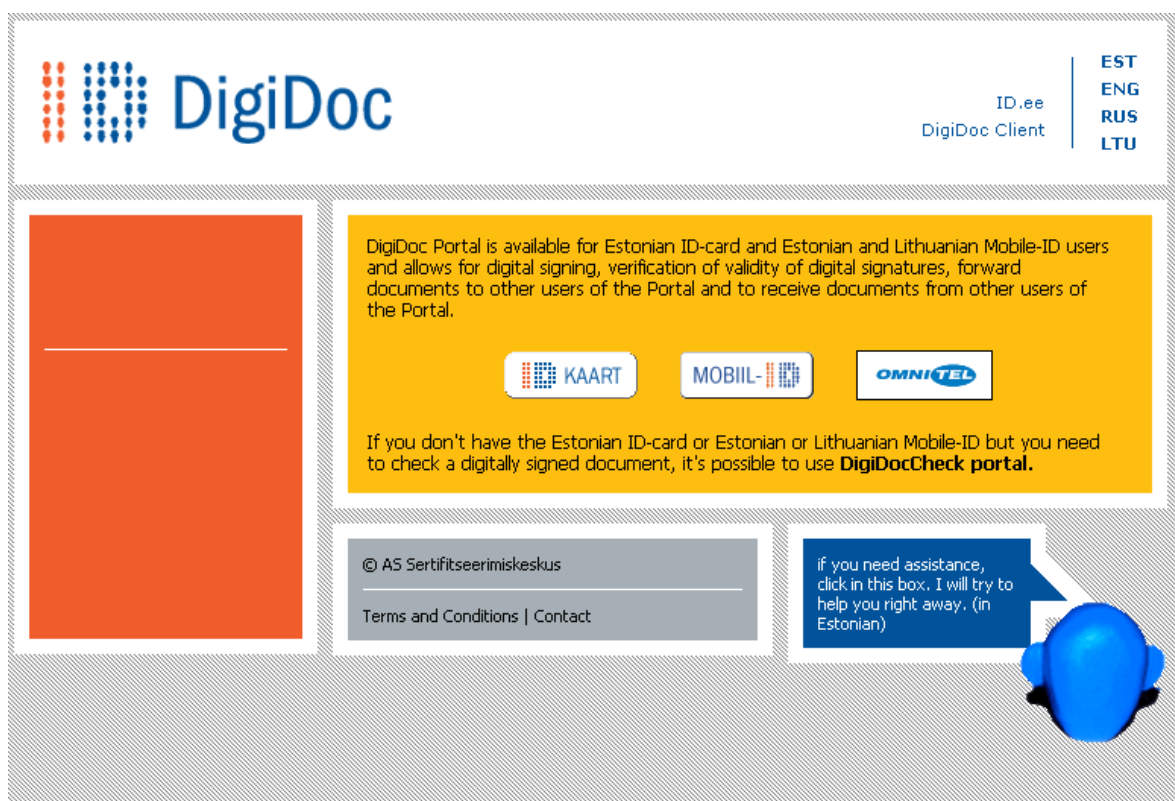 ID DigiDoc
ID.ee
DigiDoc Client
EST
ENG
RUS
LTU
DigiDoc Portal is available for Estonian ID-card and Estonian and Lithuanian Mobile-ID users
and allows for digital signing, verification of validity of digital signatures, forward
documents to other users of the Portal and to receive documents from other users of
the Portal.
ID KAART
MOBIIL-ID
OMNITEL
If you don't have the Estonian ID-card or Estonian or Lithuanian Mobile-ID but you need
to check a digitally signed document, it's possible to use DigiDocCheck portal.
© AS Sertifitseerimiskeskus
Terms and Conditions | Contact
if you need assistance,
click in this box. I will try to
help you right away. (in
Estonian)